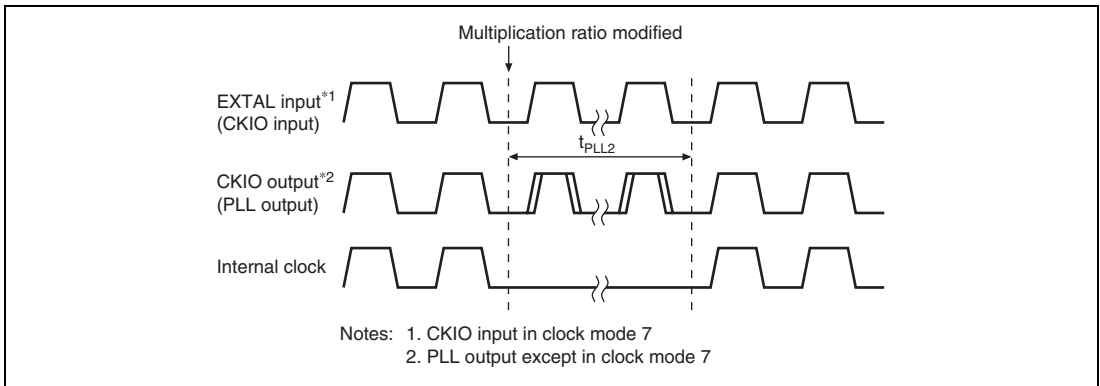 Multiplication ratio modified
EXTAL input*1
(CKIO input)
tPLL2
CKIO output*2
(PLL output)
Internal clock
Notes: 1. CKIO input in clock mode 7
2. PLL output except in clock mode 7